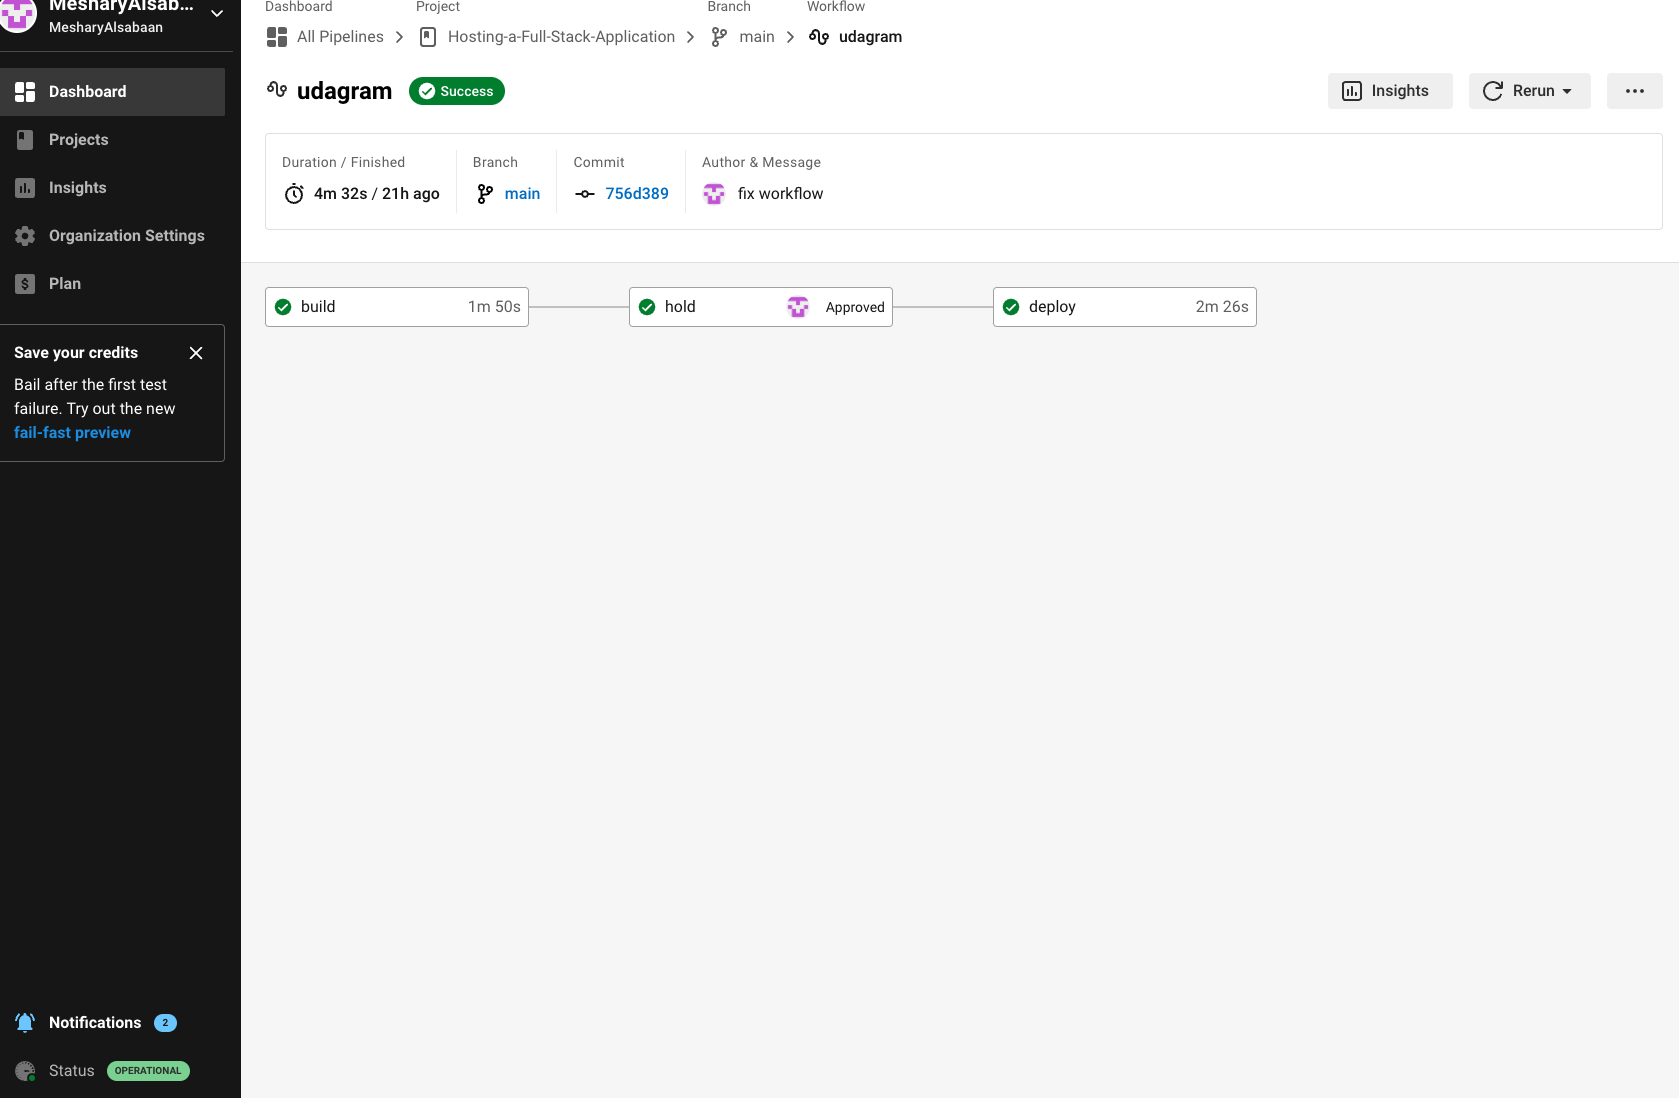 MesharyAlsab...
MesharyAlsabaan
Dashboard
Projects
Insights
Organization Settings
$ Plan
Save your credits
Bail after the first test
failure. Try out the new
fail-fast preview
Notifications 2
Status OPERATIONAL
Dashboard Project Branch Workflow
All Pipelines Hosting-a-Full-Stack-Application main udagram
udagram Success Insights Rerun ...
Duration / Finished Branch Commit Author & Message
4m 32s / 21h ago main 756d389 fix workflow
build 1m 50s hold Approved deploy 2m 26s